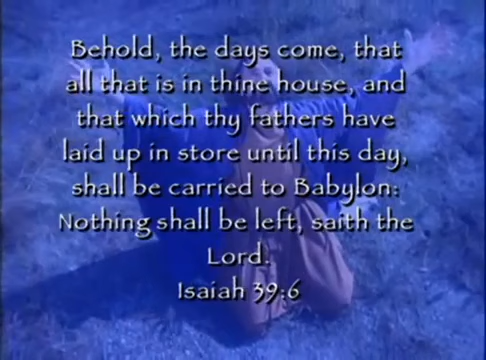 Behold, the days come, that
all that is in thine house, and
that which thy fathers have
laid up in store until this day,
shall be carried to Babylon:
Nothing shall be left, saith the
Lord.
Isaiah 39:6